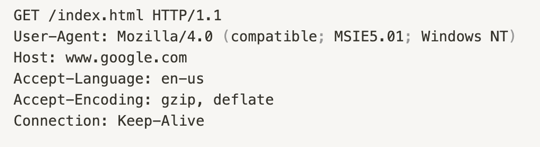 GET /index.html HTTP/1.1
User-Agent: Mozilla/4.0 (compatible; MSIE5.01; Windows NT)
Host: www.google.com
Accept-Language: en-us
Accept-Encoding: gzip, deflate
Connection: Keep-Alive